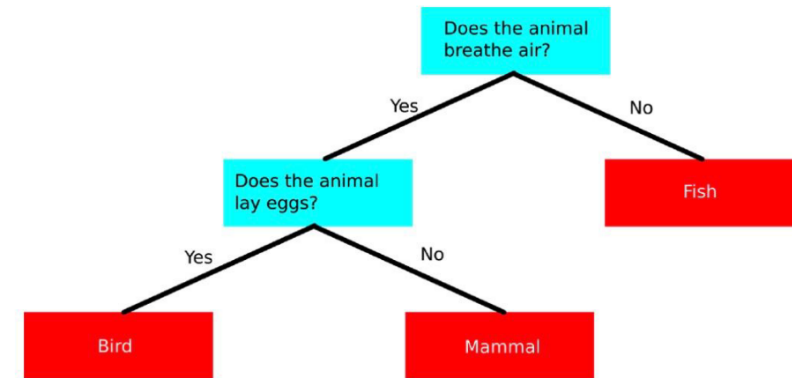 Does the animal
breathe air?
Yes
No
Does the animal
lay eggs?
Fish
Yes
No
Bird
Mammal